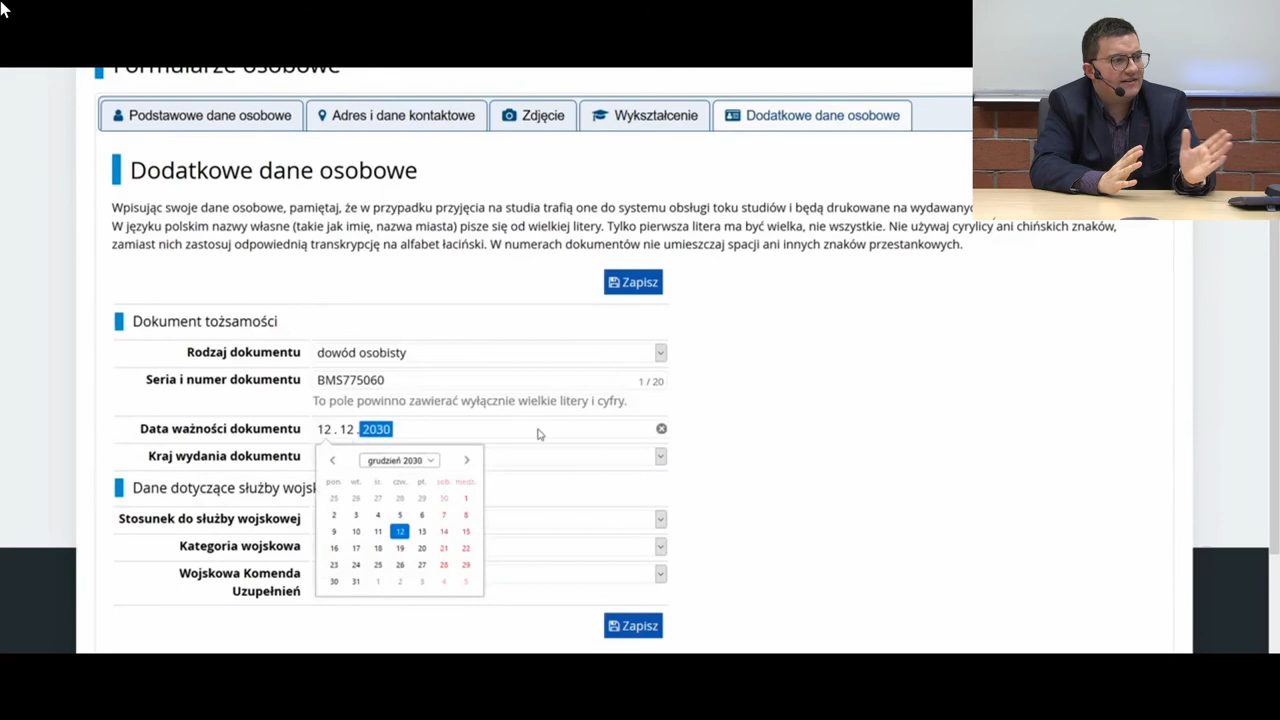 Formularze osobowe
Podstawowe dane osobowe
Adres i dane kontaktowe
Zdjęcie
Wykształcenie
Dodatkowe dane osobowe
Dodatkowe dane osobowe
Wpisując swoje dane osobowe, pamiętaj, że w przypadku przyjęcia na studia trafią one do systemu obsługi toku studiów i będą drukowane na wydawanyc
W języku polskim nazwy własne (takie jak imię, nazwa miasta) pisze się od wielkiej litery. Tylko pierwsza litera ma być wielka, nie wszystkie. Nie używaj cyrylicy ani chińskich znaków,
zamiast nich zastosuj odpowiednią transkrypcję na alfabet łaciński. W numerach dokumentów nie umieszczaj spacji ani innych znaków przestankowych.
Zapisz
Dokument tożsamości
Rodzaj dokumentu dowód osobisty
Seria i numer dokumentu BMS775060 1 / 20
To pole powinno zawierać wyłącznie wielkie litery i cyfry.
Data ważności dokumentu 12 . 12 . 2030
Kraj wydania dokumentu
grudzień 2030
pon. wt. śr. czw. pt. sob. niedz.
25 26 27 28 29 30 1
2 3 4 5 6 7 8
9 10 11 12 13 14 15
16 17 18 19 20 21 22
23 24 25 26 27 28 29
30 31 1 2 3 4 5
Dane dotyczące służby wojsk
Stosunek do służby wojskowej
Kategoria wojskowa
Wojskowa Komenda
Uzupełnień
Zapisz